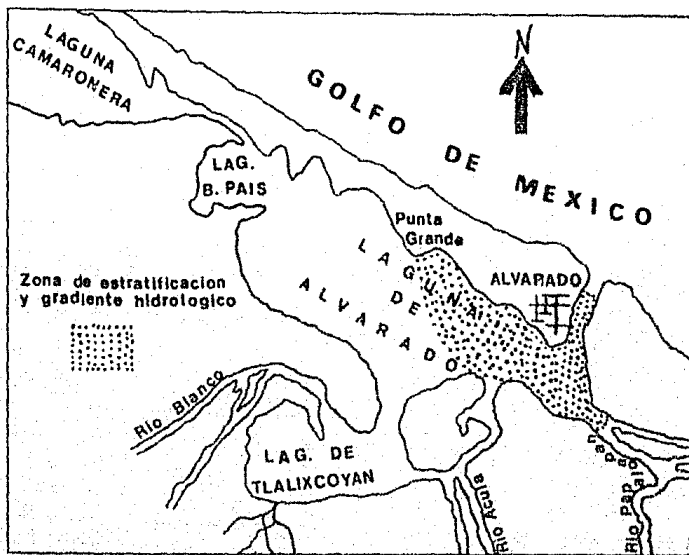 LAGUNA
CAMARONERA
N
GOLFO DE MEXICO
LAG.
B. PAIS
Punta
Grande
LAGUNA
DE
ALVARADO
ALVARADO
Zona de estratificacion
y gradiente hidrologico
Rio Blanco
LAG. DE
TLALIXCOYAN
Rio Acula
Rio Papaloapan